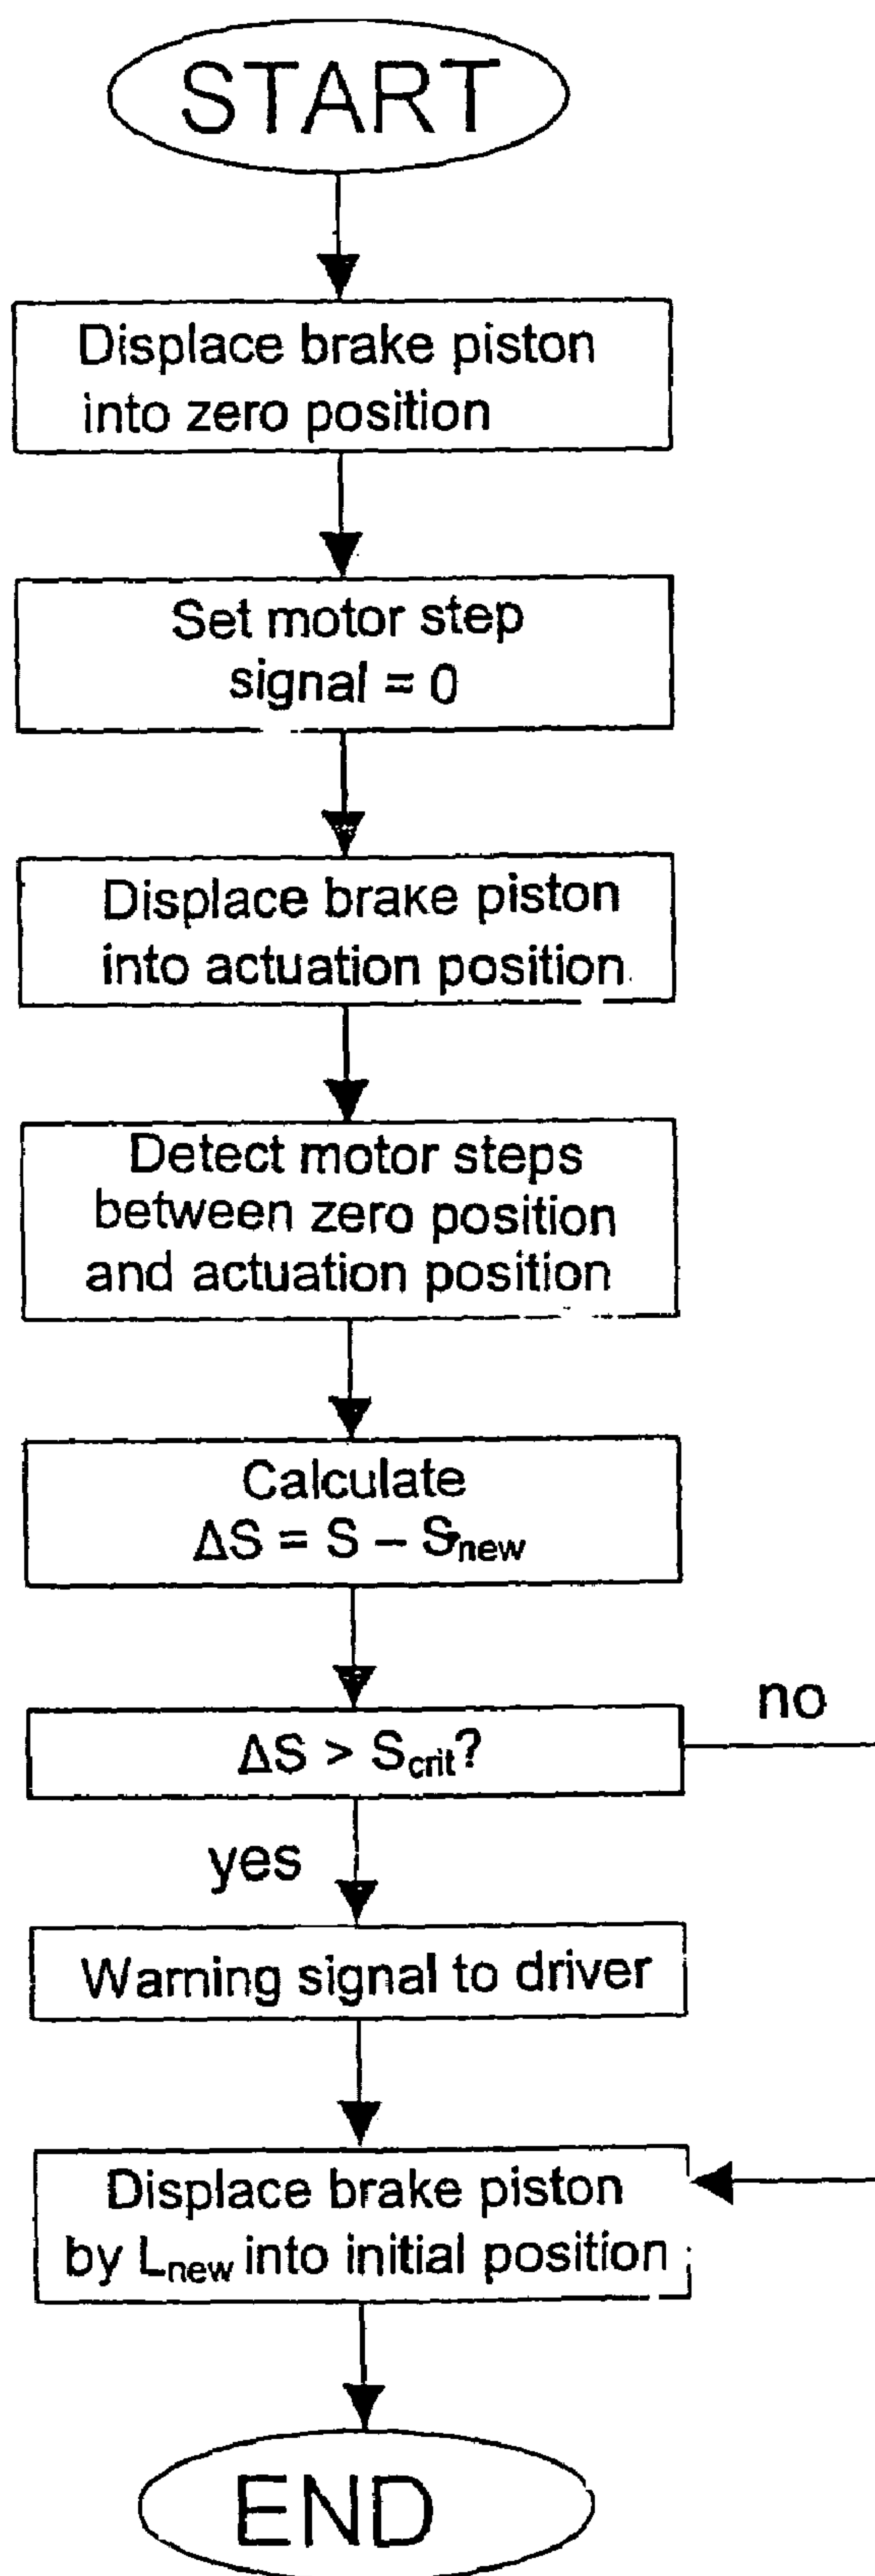 START
Displace brake piston
into zero position
Set motor step
signal = 0
Displace brake piston
into actuation position
Detect motor steps
between zero position
and actuation position
Calculate
ΔS = S – Snew
ΔS > Scrit?
no
yes
Warning signal to driver
Displace brake piston
by Lnew into initial position
END